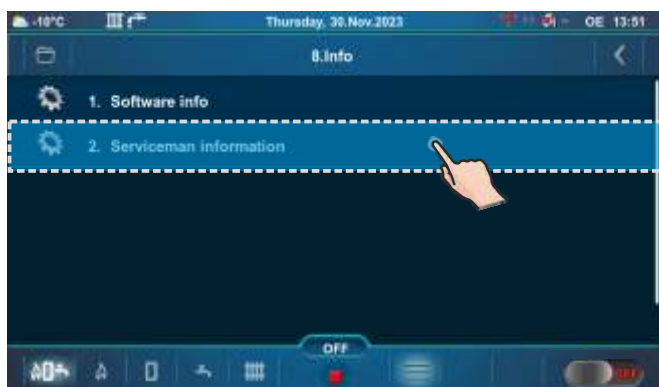 -10°C Thursday, 30.Nov.2023 OE 13:51
8.Info
1. Software info
2. Serviceman information
OFF
OFF